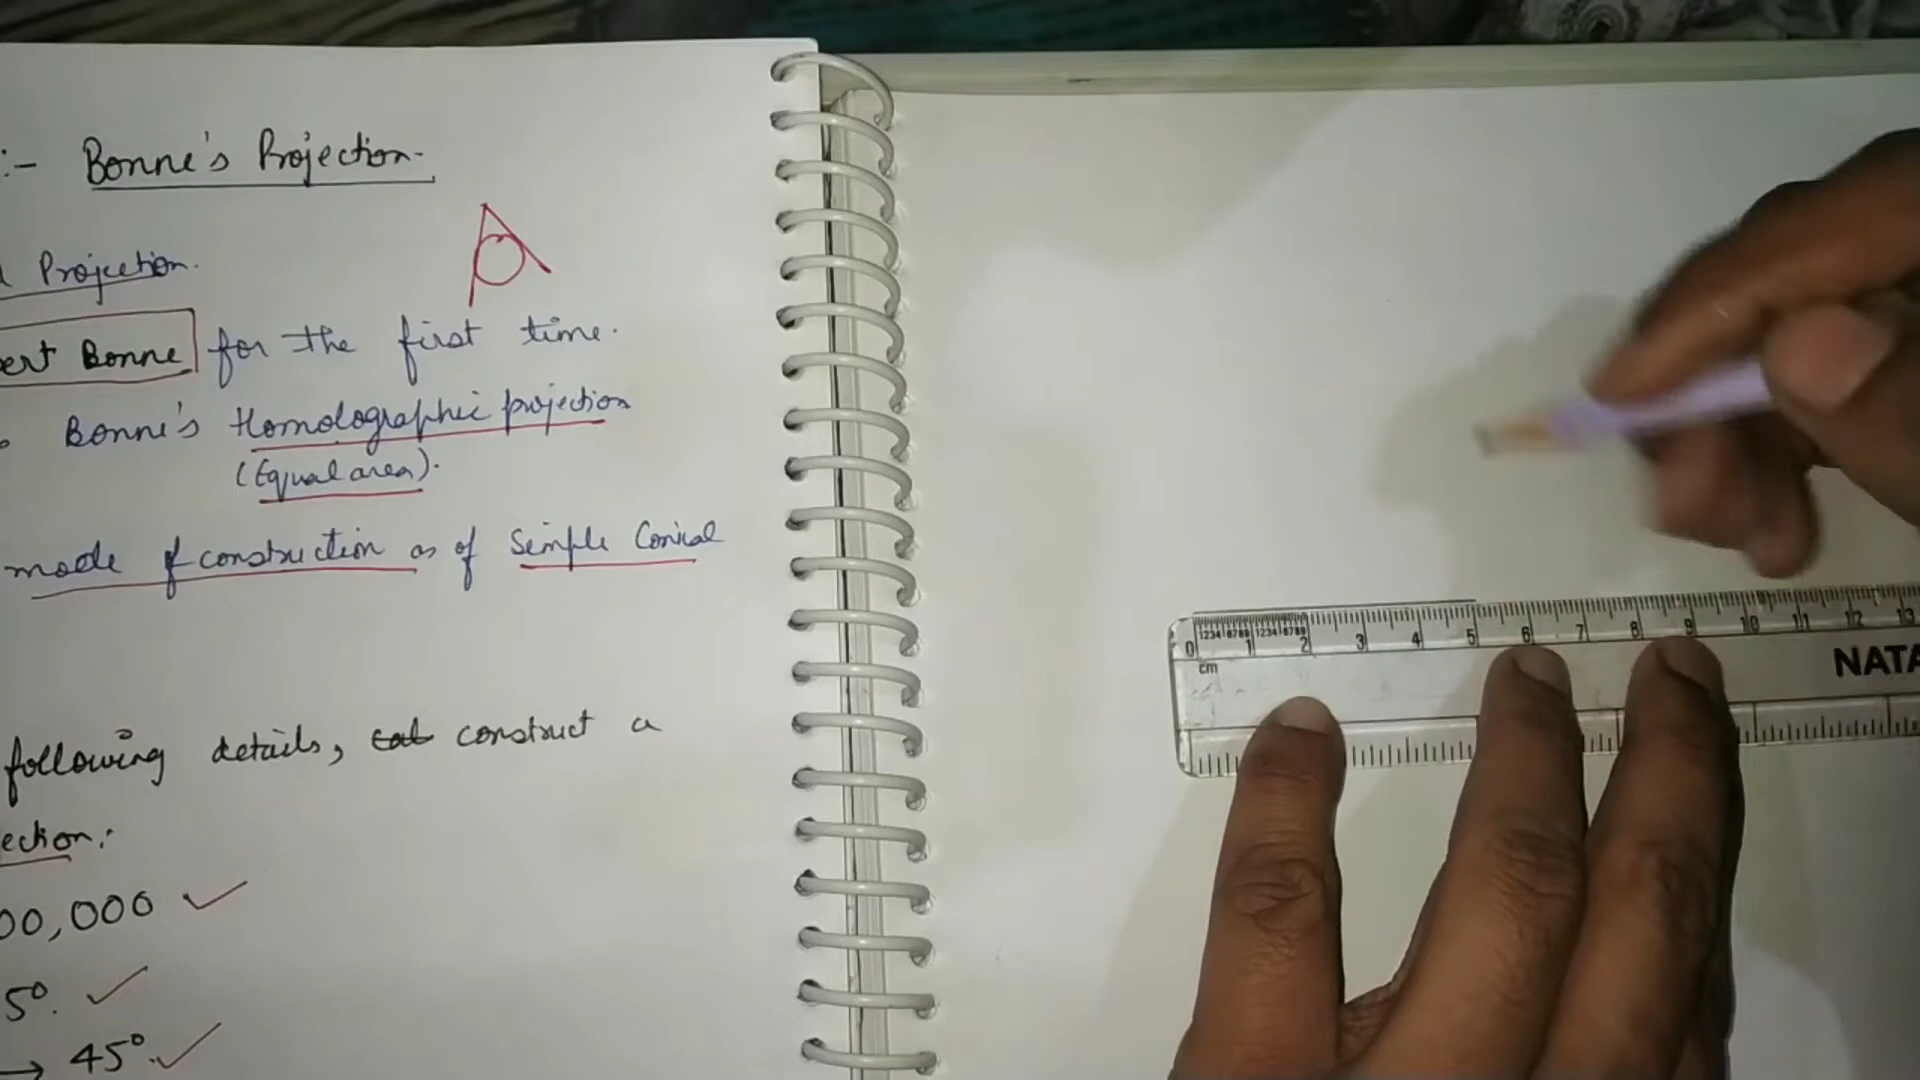 :- Bonne's Projection.
Projection.
ert Bonne for the first time.
Bonne's Homolographic projection
(Equal area).
mode of construction as of Simple Conical
following details, construct a
ection:
00,000 ✓
5°. ✓
→ 45°. ✓
0 1 2 3 4 5 6 7 8 9 10 11 12 13
cm
NATA